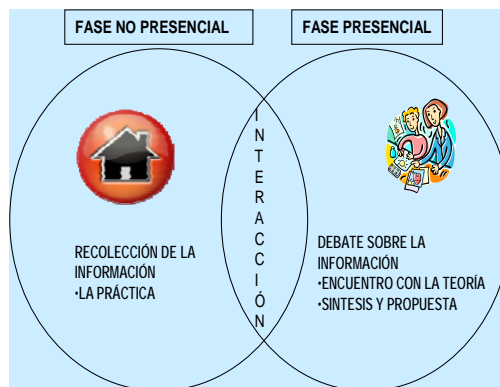 FASE NO PRESENCIAL
FASE PRESENCIAL
INTERACCIÓN
RECOLECCIÓN DE LA
INFORMACIÓN
•LA PRÁCTICA
DEBATE SOBRE LA
INFORMACIÓN
•ENCUENTRO CON LA TEORÍA
•SINTESIS Y PROPUESTA